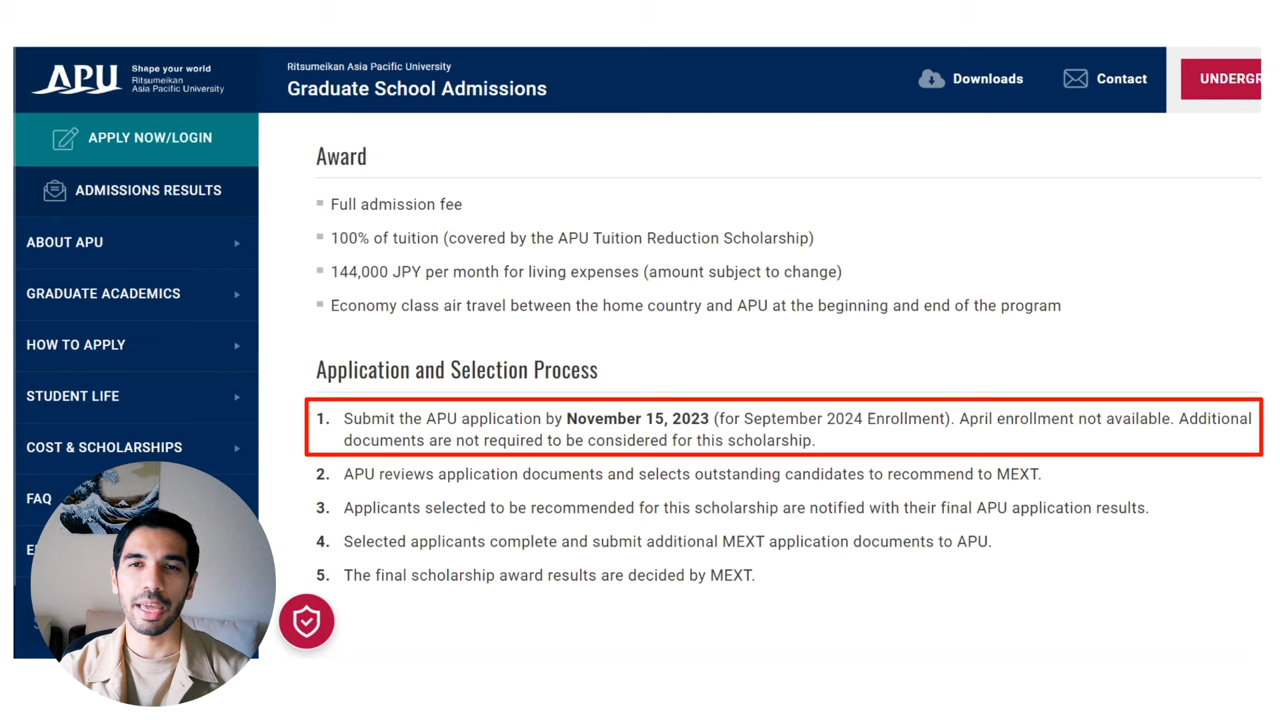 APU
Shape your world
Ritsumeikan
Asia Pacific University
Ritsumeikan Asia Pacific University
Graduate School Admissions
Downloads
Contact
UNDERGR
APPLY NOW/LOGIN
ADMISSIONS RESULTS
ABOUT APU
GRADUATE ACADEMICS
HOW TO APPLY
STUDENT LIFE
COST & SCHOLARSHIPS
FAQ
Award
Full admission fee
100% of tuition (covered by the APU Tuition Reduction Scholarship)
144,000 JPY per month for living expenses (amount subject to change)
Economy class air travel between the home country and APU at the beginning and end of the program
Application and Selection Process
1. Submit the APU application by November 15, 2023 (for September 2024 Enrollment). April enrollment not available. Additional
documents are not required to be considered for this scholarship.
2. APU reviews application documents and selects outstanding candidates to recommend to MEXT.
3. Applicants selected to be recommended for this scholarship are notified with their final APU application results.
4. Selected applicants complete and submit additional MEXT application documents to APU.
5. The final scholarship award results are decided by MEXT.